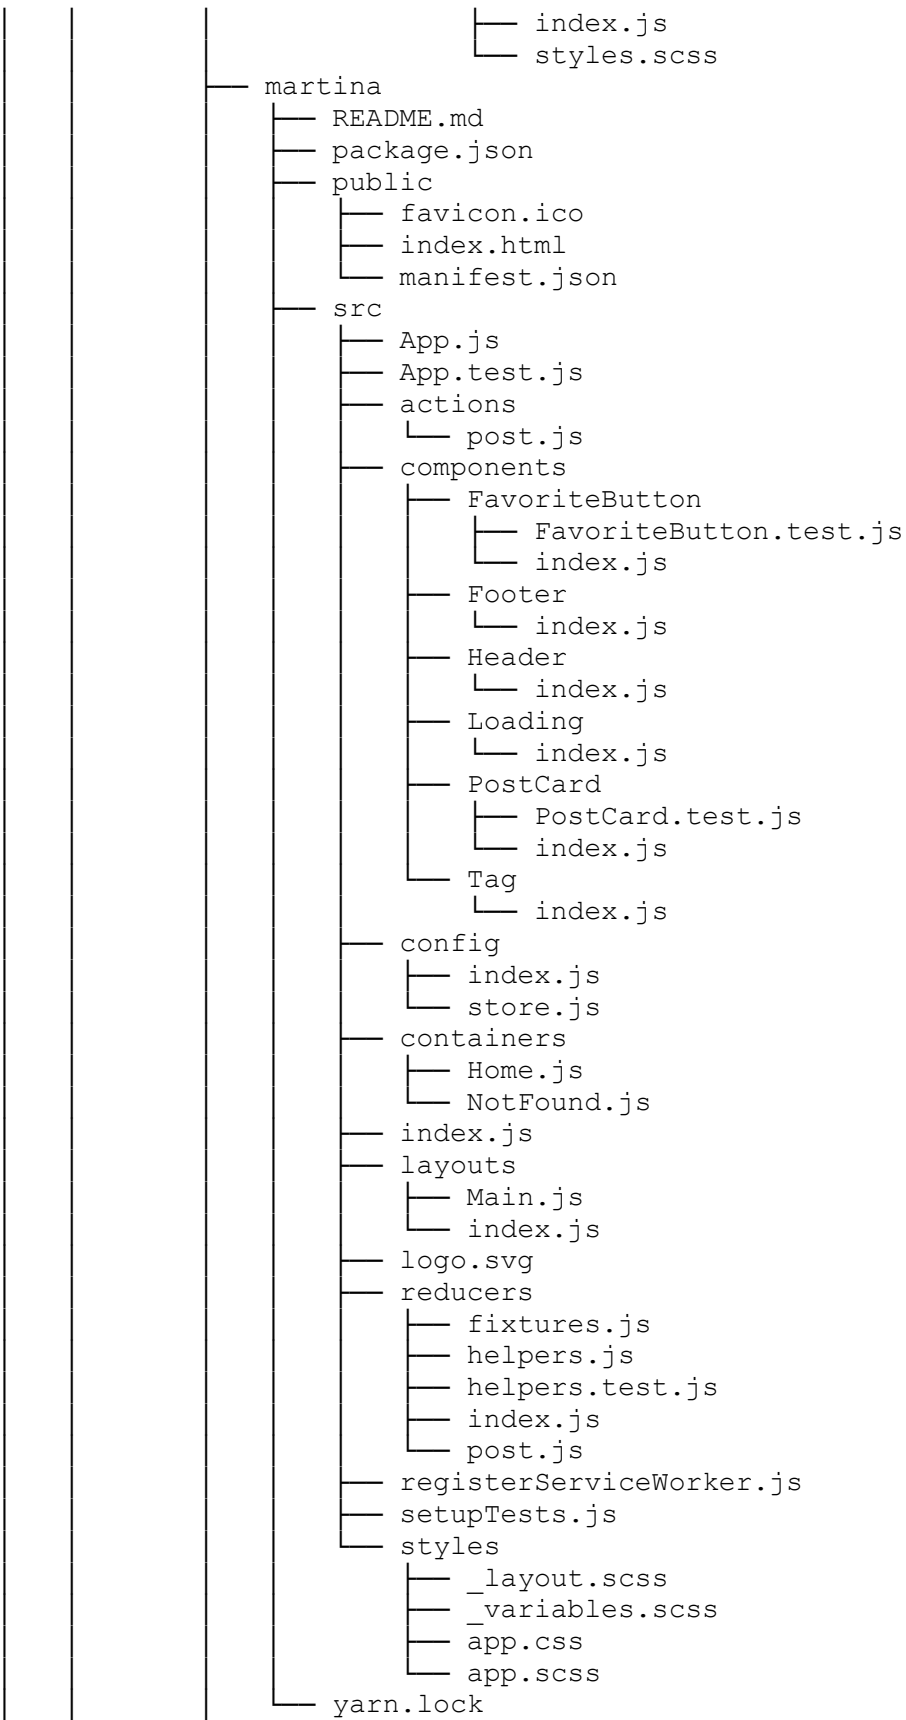 index.js
styles.scss
martina
README.md
package.json
public
favicon.ico
index.html
manifest.json
src
App.js
App.test.js
actions
post.js
components
FavoriteButton
FavoriteButton.test.js
index.js
Footer
index.js
Header
index.js
Loading
index.js
PostCard
PostCard.test.js
index.js
Tag
index.js
config
index.js
store.js
containers
Home.js
NotFound.js
index.js
layouts
Main.js
index.js
logo.svg
reducers
fixtures.js
helpers.js
helpers.test.js
index.js
post.js
registerServiceWorker.js
setupTests.js
styles
_layout.scss
_variables.scss
app.css
app.scss
yarn.lock